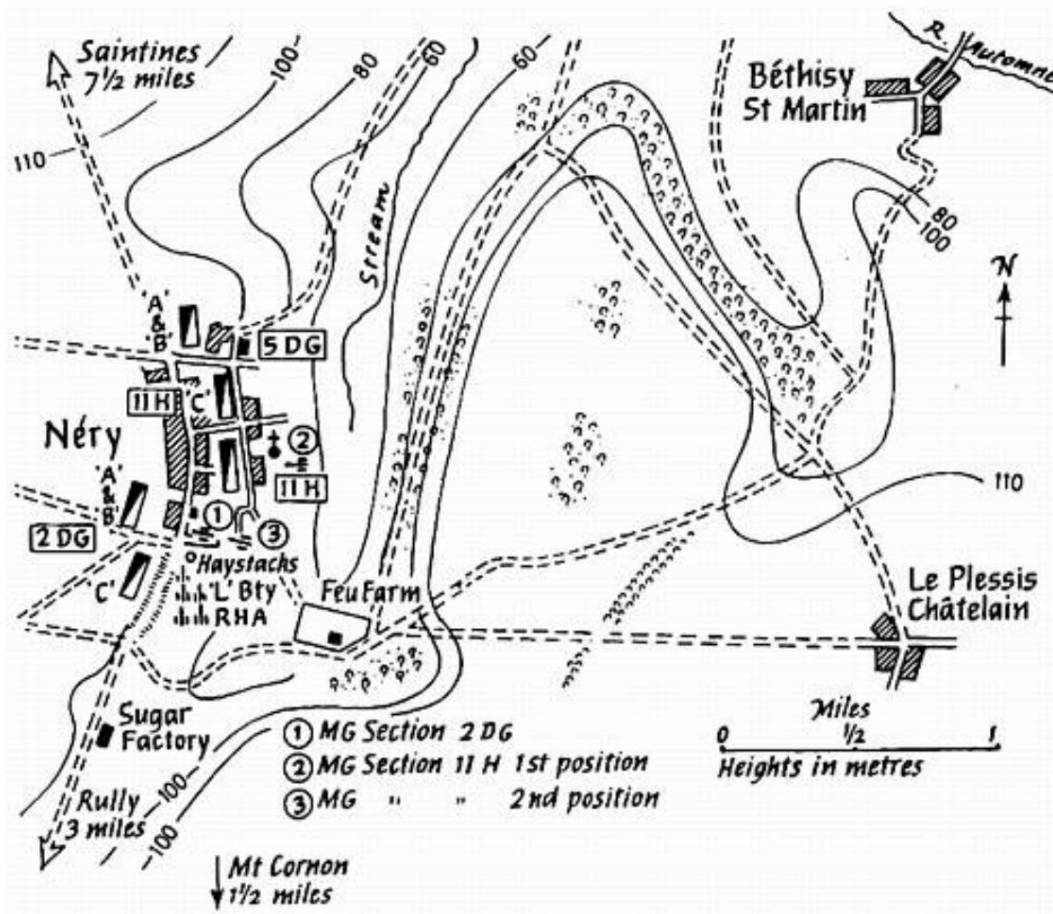 Saintines
7½ miles
100
80
60
60
R. Automne
Béthisy
St Martin
110
Stream
80
100
N
'A'
&
'B'
5 DG
11 H
'C'
Néry
2
11 H
'A'
&
'B'
2 DG
1
3
Haystacks
'C'
'L' Bty
RHA
Feu Farm
110
Le Plessis
Châtelain
Sugar
Factory
Miles
0 ½ 1
Heights in metres
1 MG Section 2 DG
2 MG Section 11 H 1st position
3 MG " " 2nd position
Rully
3 miles
100
100
Mt Cornon
1½ miles